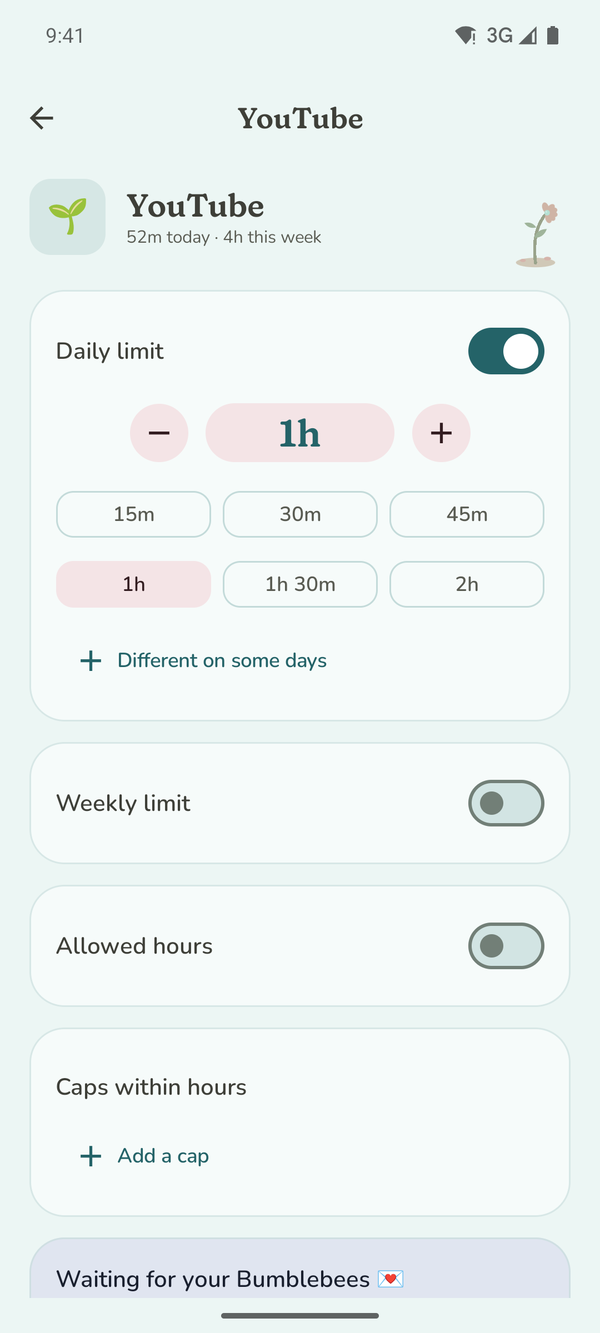 9:41
3G
YouTube
YouTube
52m today · 4h this week
Daily limit
1h
15m
30m
45m
1h
1h 30m
2h
Different on some days
Weekly limit
Allowed hours
Caps within hours
Add a cap
Waiting for your Bumblebees 💌